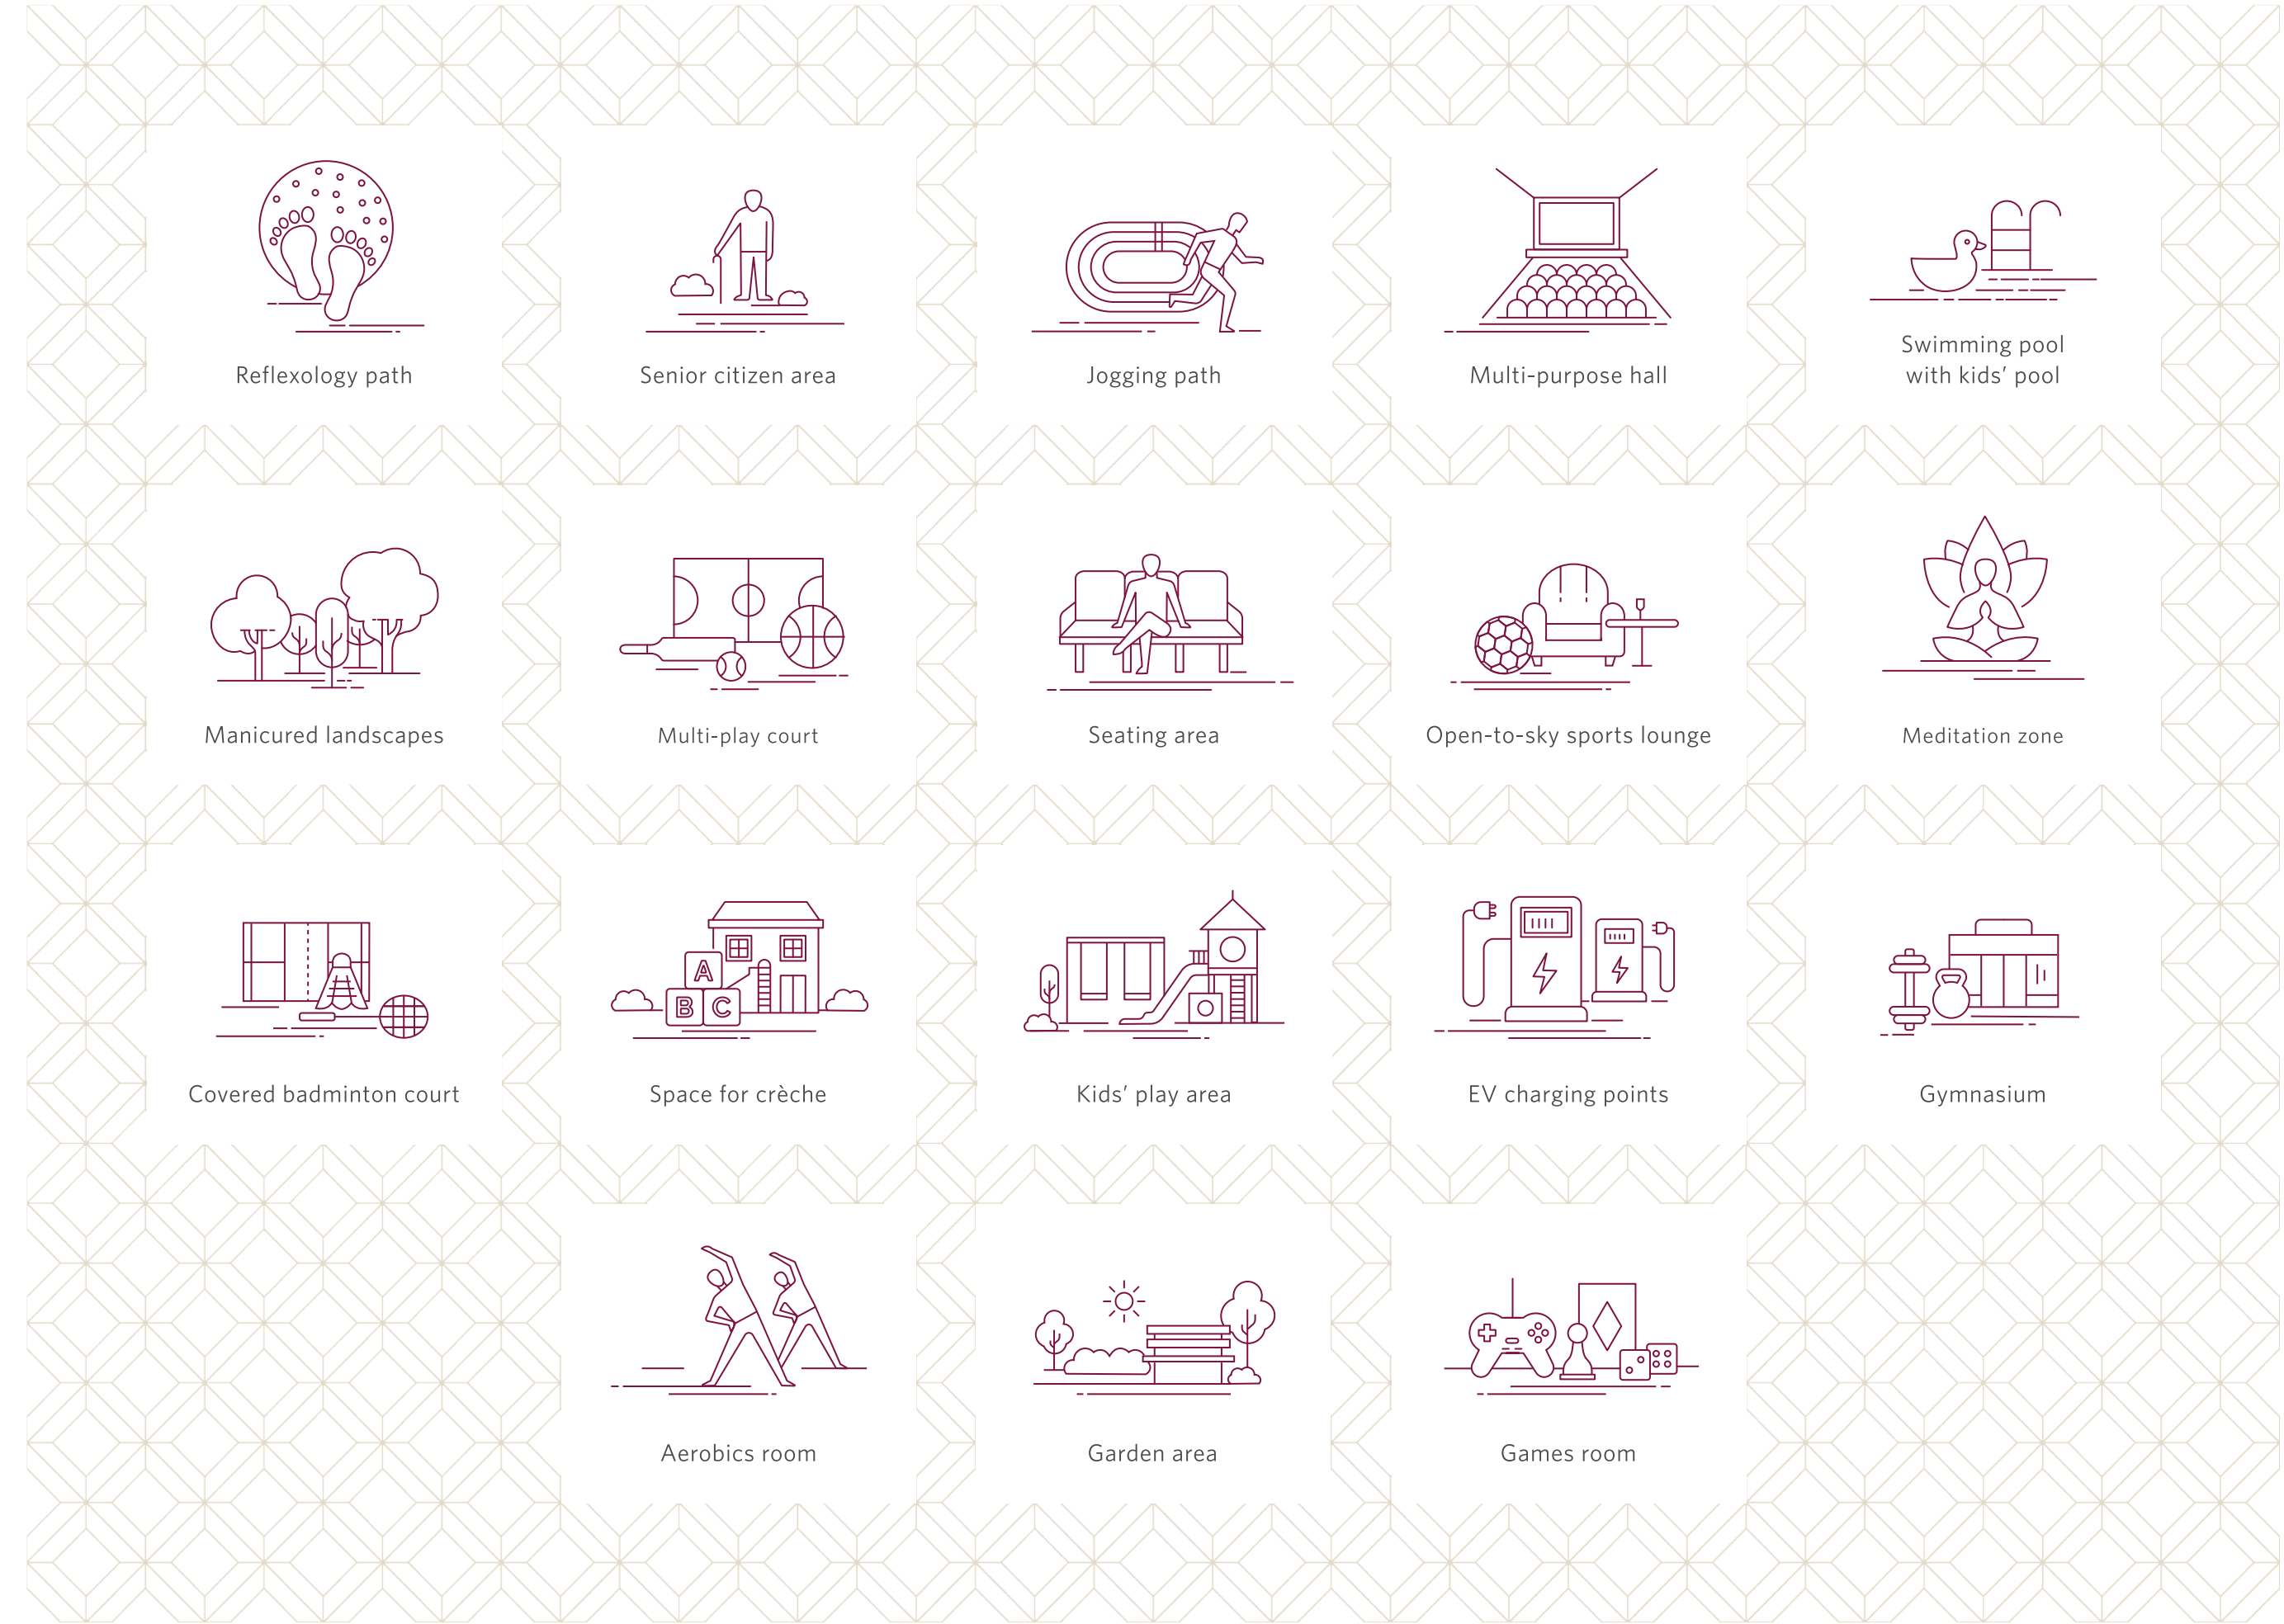 Reflexology path
Senior citizen area
Jogging path
Multi-purpose hall
Swimming pool
with kids’ pool
Manicured landscapes
Multi-play court
Seating area
Open-to-sky sports lounge
Meditation zone
Covered badminton court
A
B C
Space for crèche
Kids’ play area
EV charging points
Gymnasium
Aerobics room
Garden area
Games room